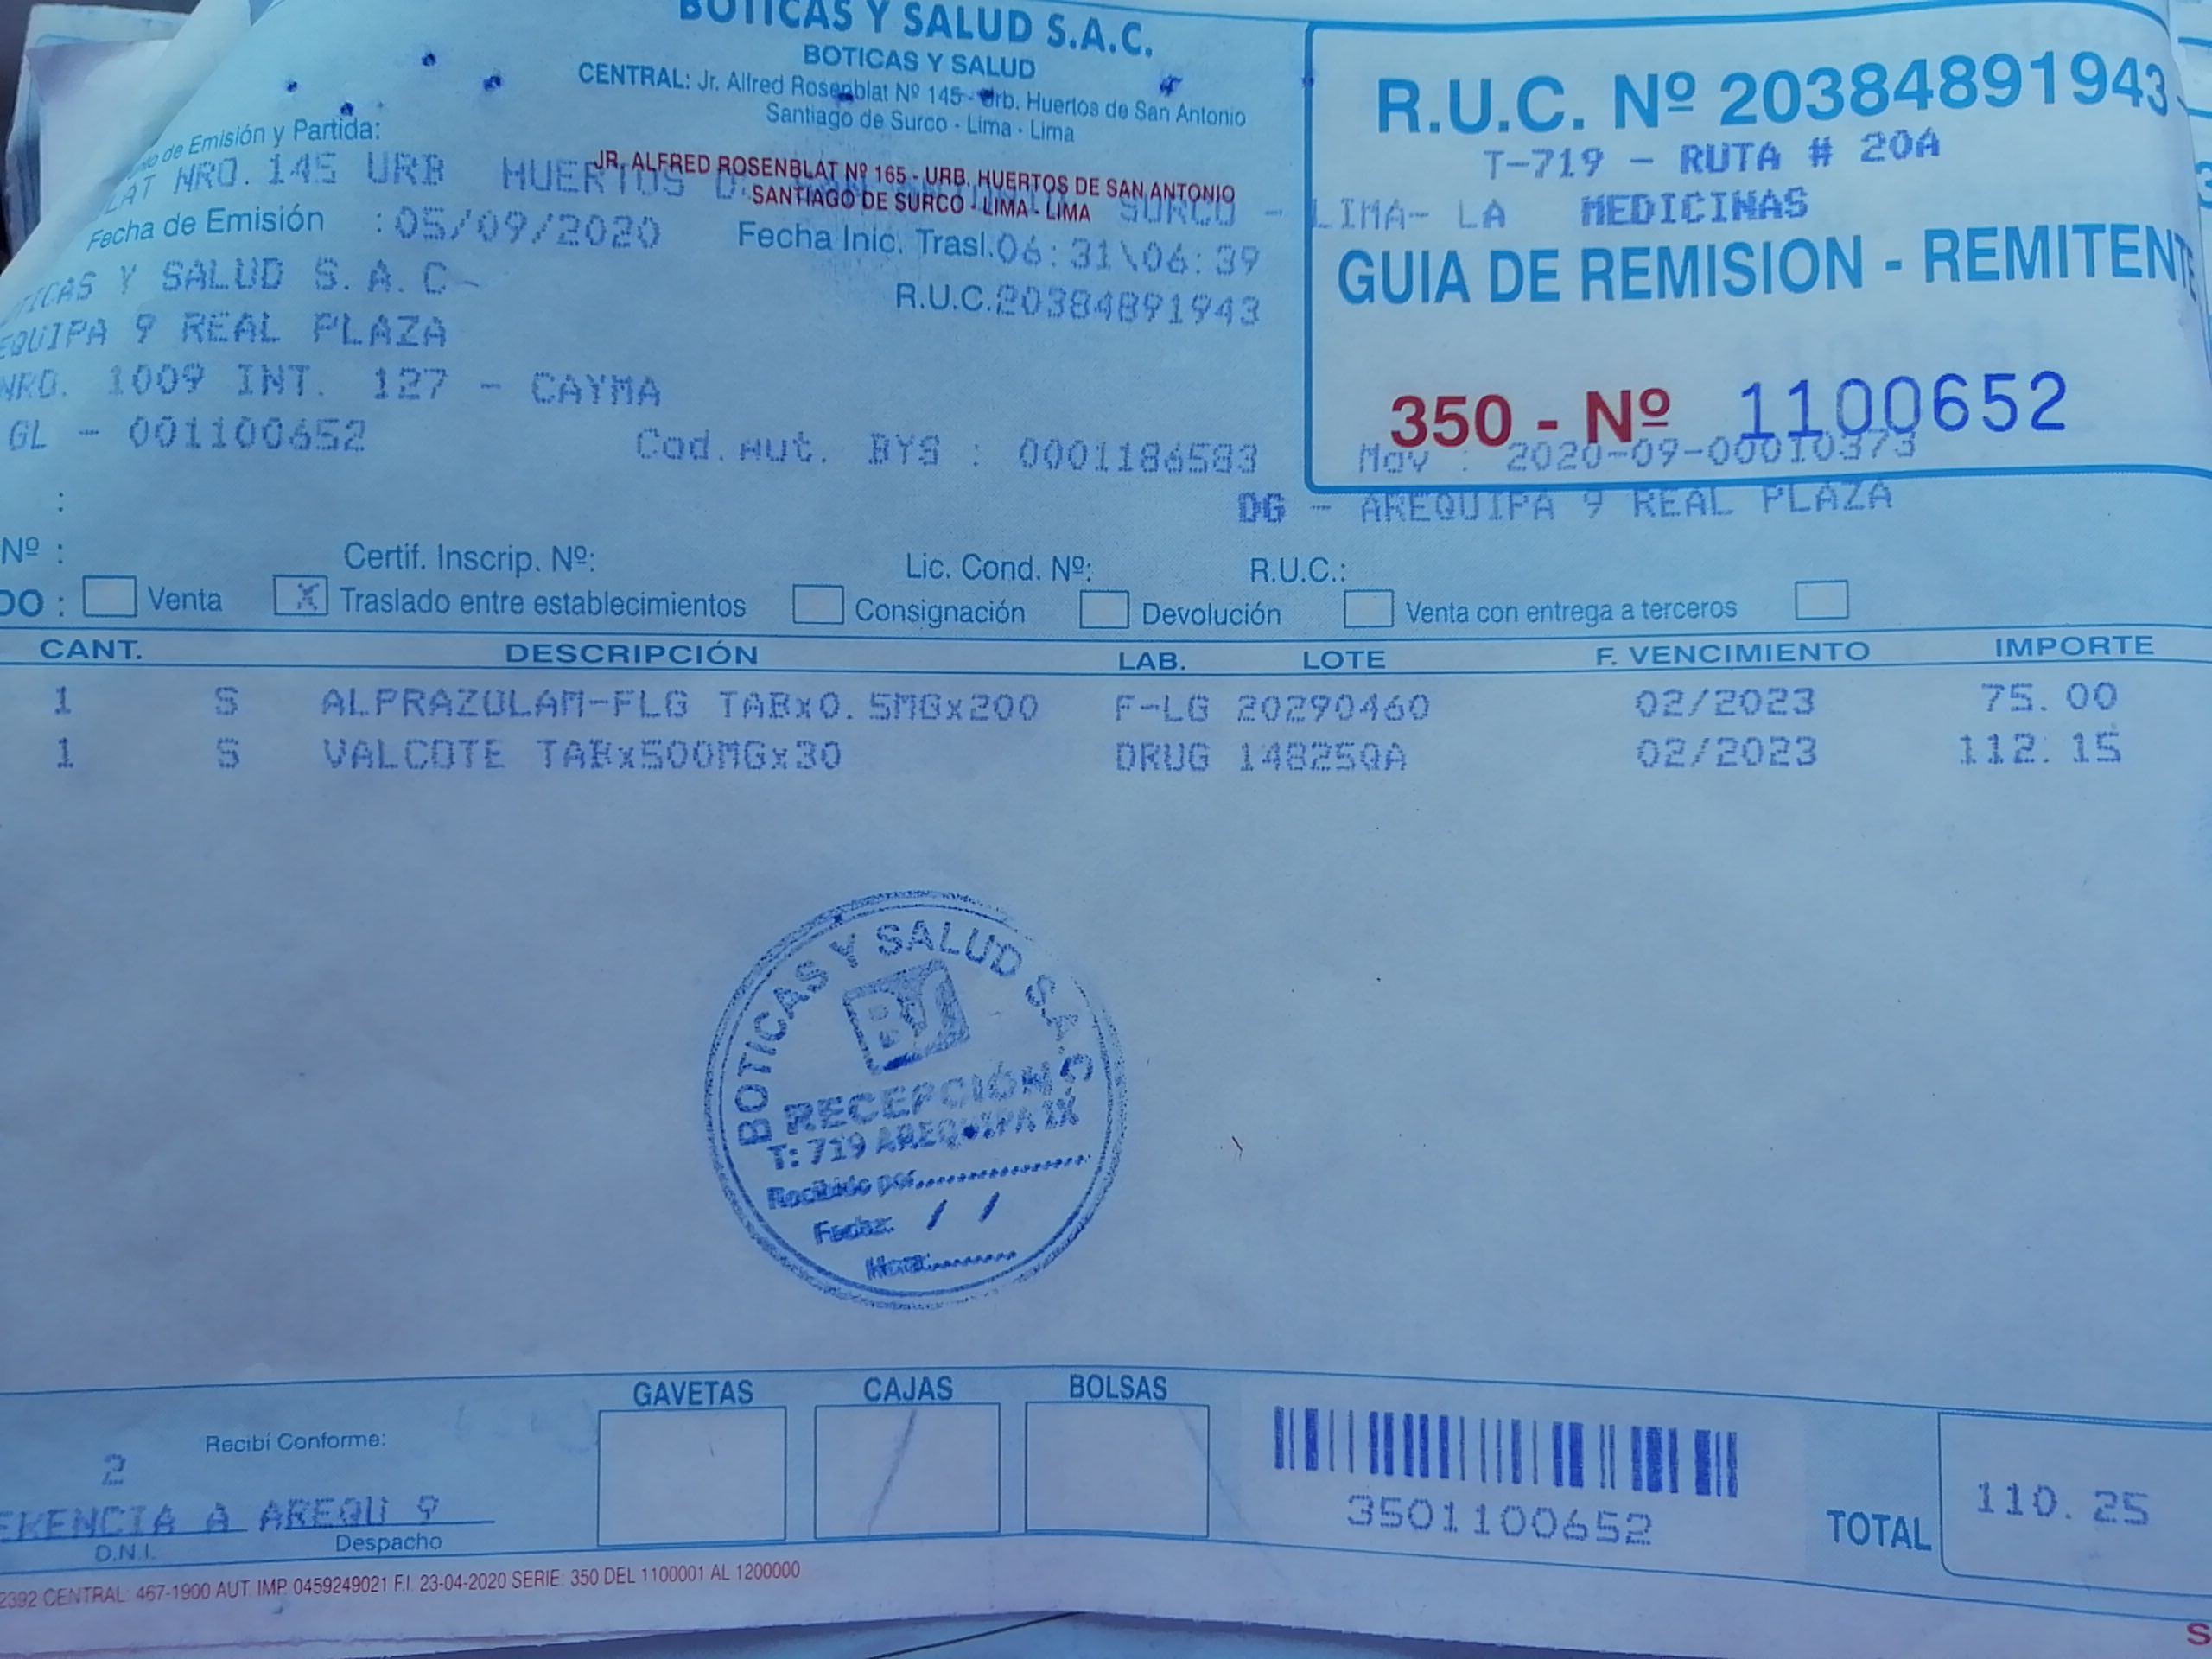 BOTICAS Y SALUD S.A.C.
BOTICAS Y SALUD
CENTRAL: Jr. Alfred Rosenblat Nº 145 - Urb. Huertos de San Antonio
Santiago de Surco - Lima - Lima
de Emisión y Partida:
LAT NRO. 145 URB HUERTOS D SURCO - LIMA- LA
JR. ALFRED ROSENBLAT Nº 165 - URB. HUERTOS DE SAN ANTONIO
SANTIAGO DE SURCO - LIMA - LIMA
Fecha de Emisión : 05/09/2020 Fecha Inic. Trasl. 06:31\06:39
TICAS Y SALUD S.A.C- R.U.C. 20384891943
EQUIPA 9 REAL PLAZA
NRO. 1009 INT. 127 - CAYMA
GL - 001100652 Cod.Aut. BYS : 0001186583
R.U.C. Nº 20384891943
T-719 - RUTA # 20A
MEDICINAS
GUIA DE REMISION - REMITENTE
350 - Nº 1100652
Mov : 2020-09-00010373
:
DG - AREQUIPA 9 REAL PLAZA
Nº : Certif. Inscrip. Nº: Lic. Cond. Nº: R.U.C.:
DO : Venta X Traslado entre establecimientos Consignación Devolución Venta con entrega a terceros
CANT. DESCRIPCIÓN LAB. LOTE F. VENCIMIENTO IMPORTE
1 S ALPRAZOLAM-FLG TABx0.5MGx200 F-LG 20290460 02/2023 75.00
1 S VALCOTE TABx500MGx30 DRUG 148250A 02/2023 112.15
BOTICAS Y SALUD S.A.C
BS
RECEPCIÓN
T: 719 AREQUIPA IX
Recibido por
Fecha: / /
Hora:
GAVETAS CAJAS BOLSAS
Recibí Conforme:
2
ERENCIA A AREQU 9
D.N.I. Despacho
3501100652
TOTAL 110.25
2392 CENTRAL: 467-1900 AUT. IMP. 0459249021 F.I. 23-04-2020 SERIE: 350 DEL 1100001 AL 1200000
S